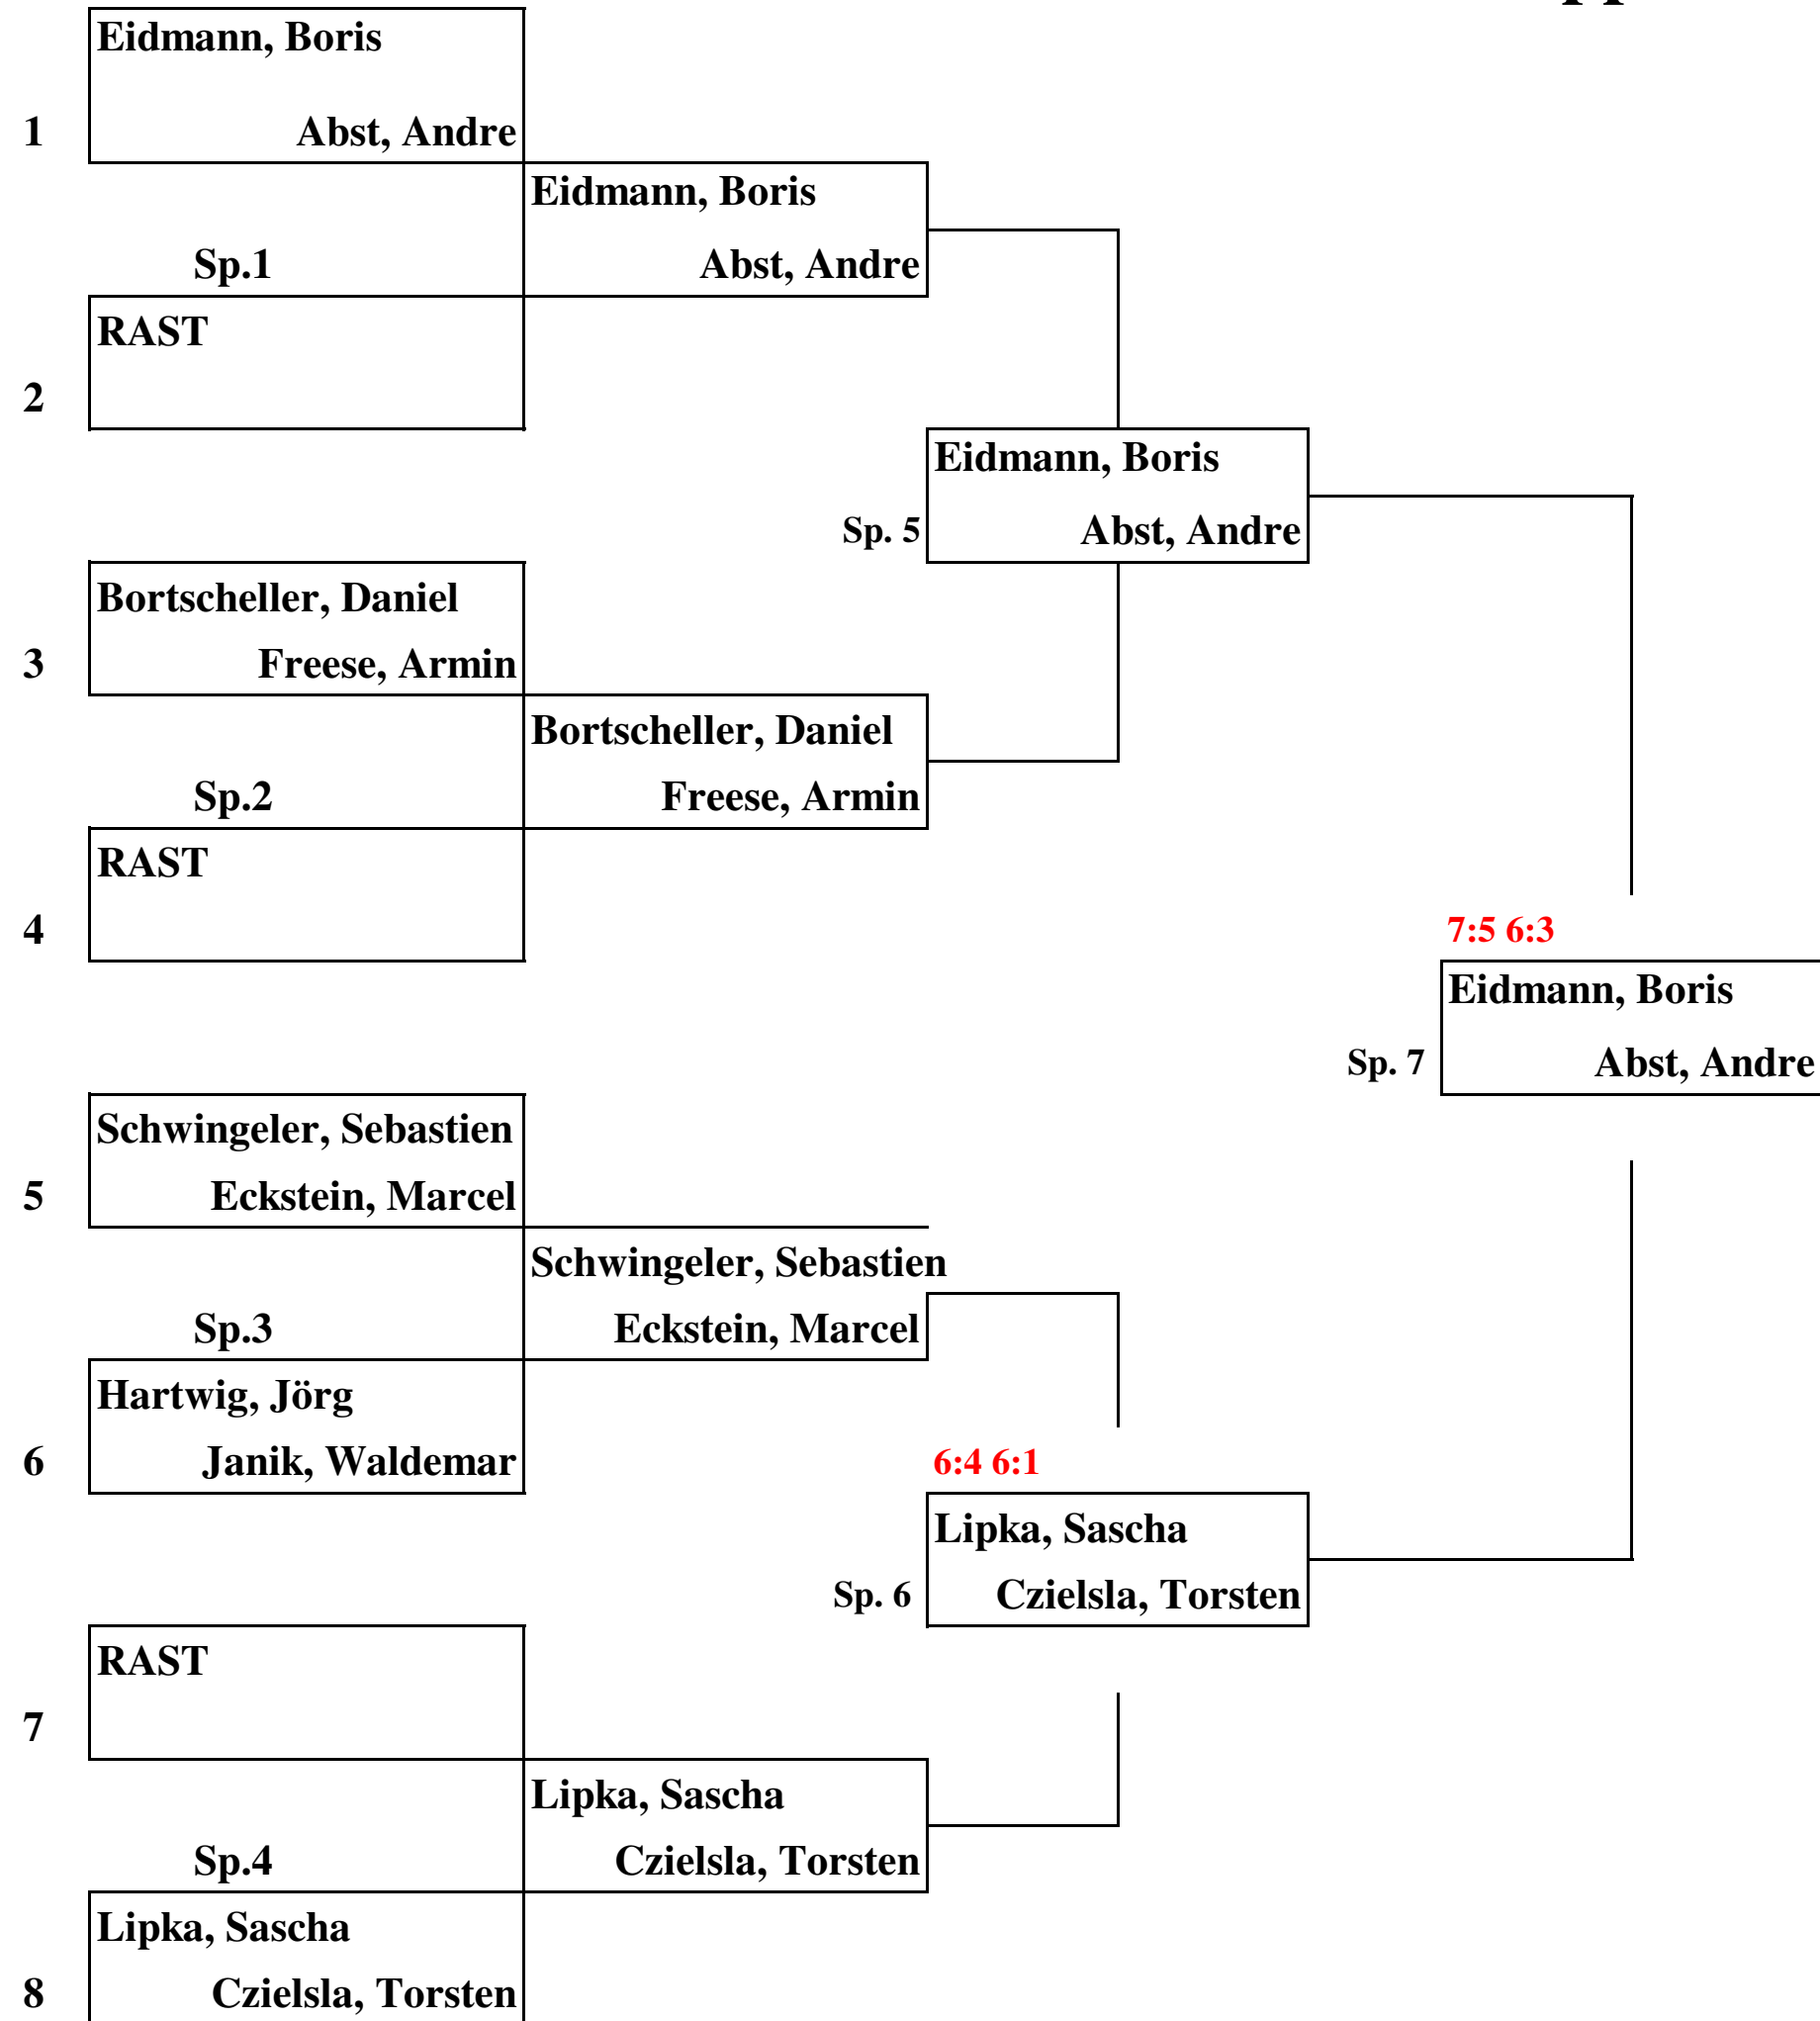 Eidmann, Boris
1
Abst, Andre
Eidmann, Boris
Sp.1
Abst, Andre
RAST
2
Eidmann, Boris
Sp. 5
Abst, Andre
Bortscheller, Daniel
3
Freese, Armin
Bortscheller, Daniel
Sp.2
Freese, Armin
RAST
4
7:5 6:3
Eidmann, Boris
Sp. 7
Abst, Andre
Schwingeler, Sebastien
5
Eckstein, Marcel
Schwingeler, Sebastien
Sp.3
Eckstein, Marcel
Hartwig, Jörg
6
Janik, Waldemar
6:4 6:1
Lipka, Sascha
Sp. 6
Czielsla, Torsten
RAST
7
Lipka, Sascha
Sp.4
Czielsla, Torsten
Lipka, Sascha
8
Czielsla, Torsten